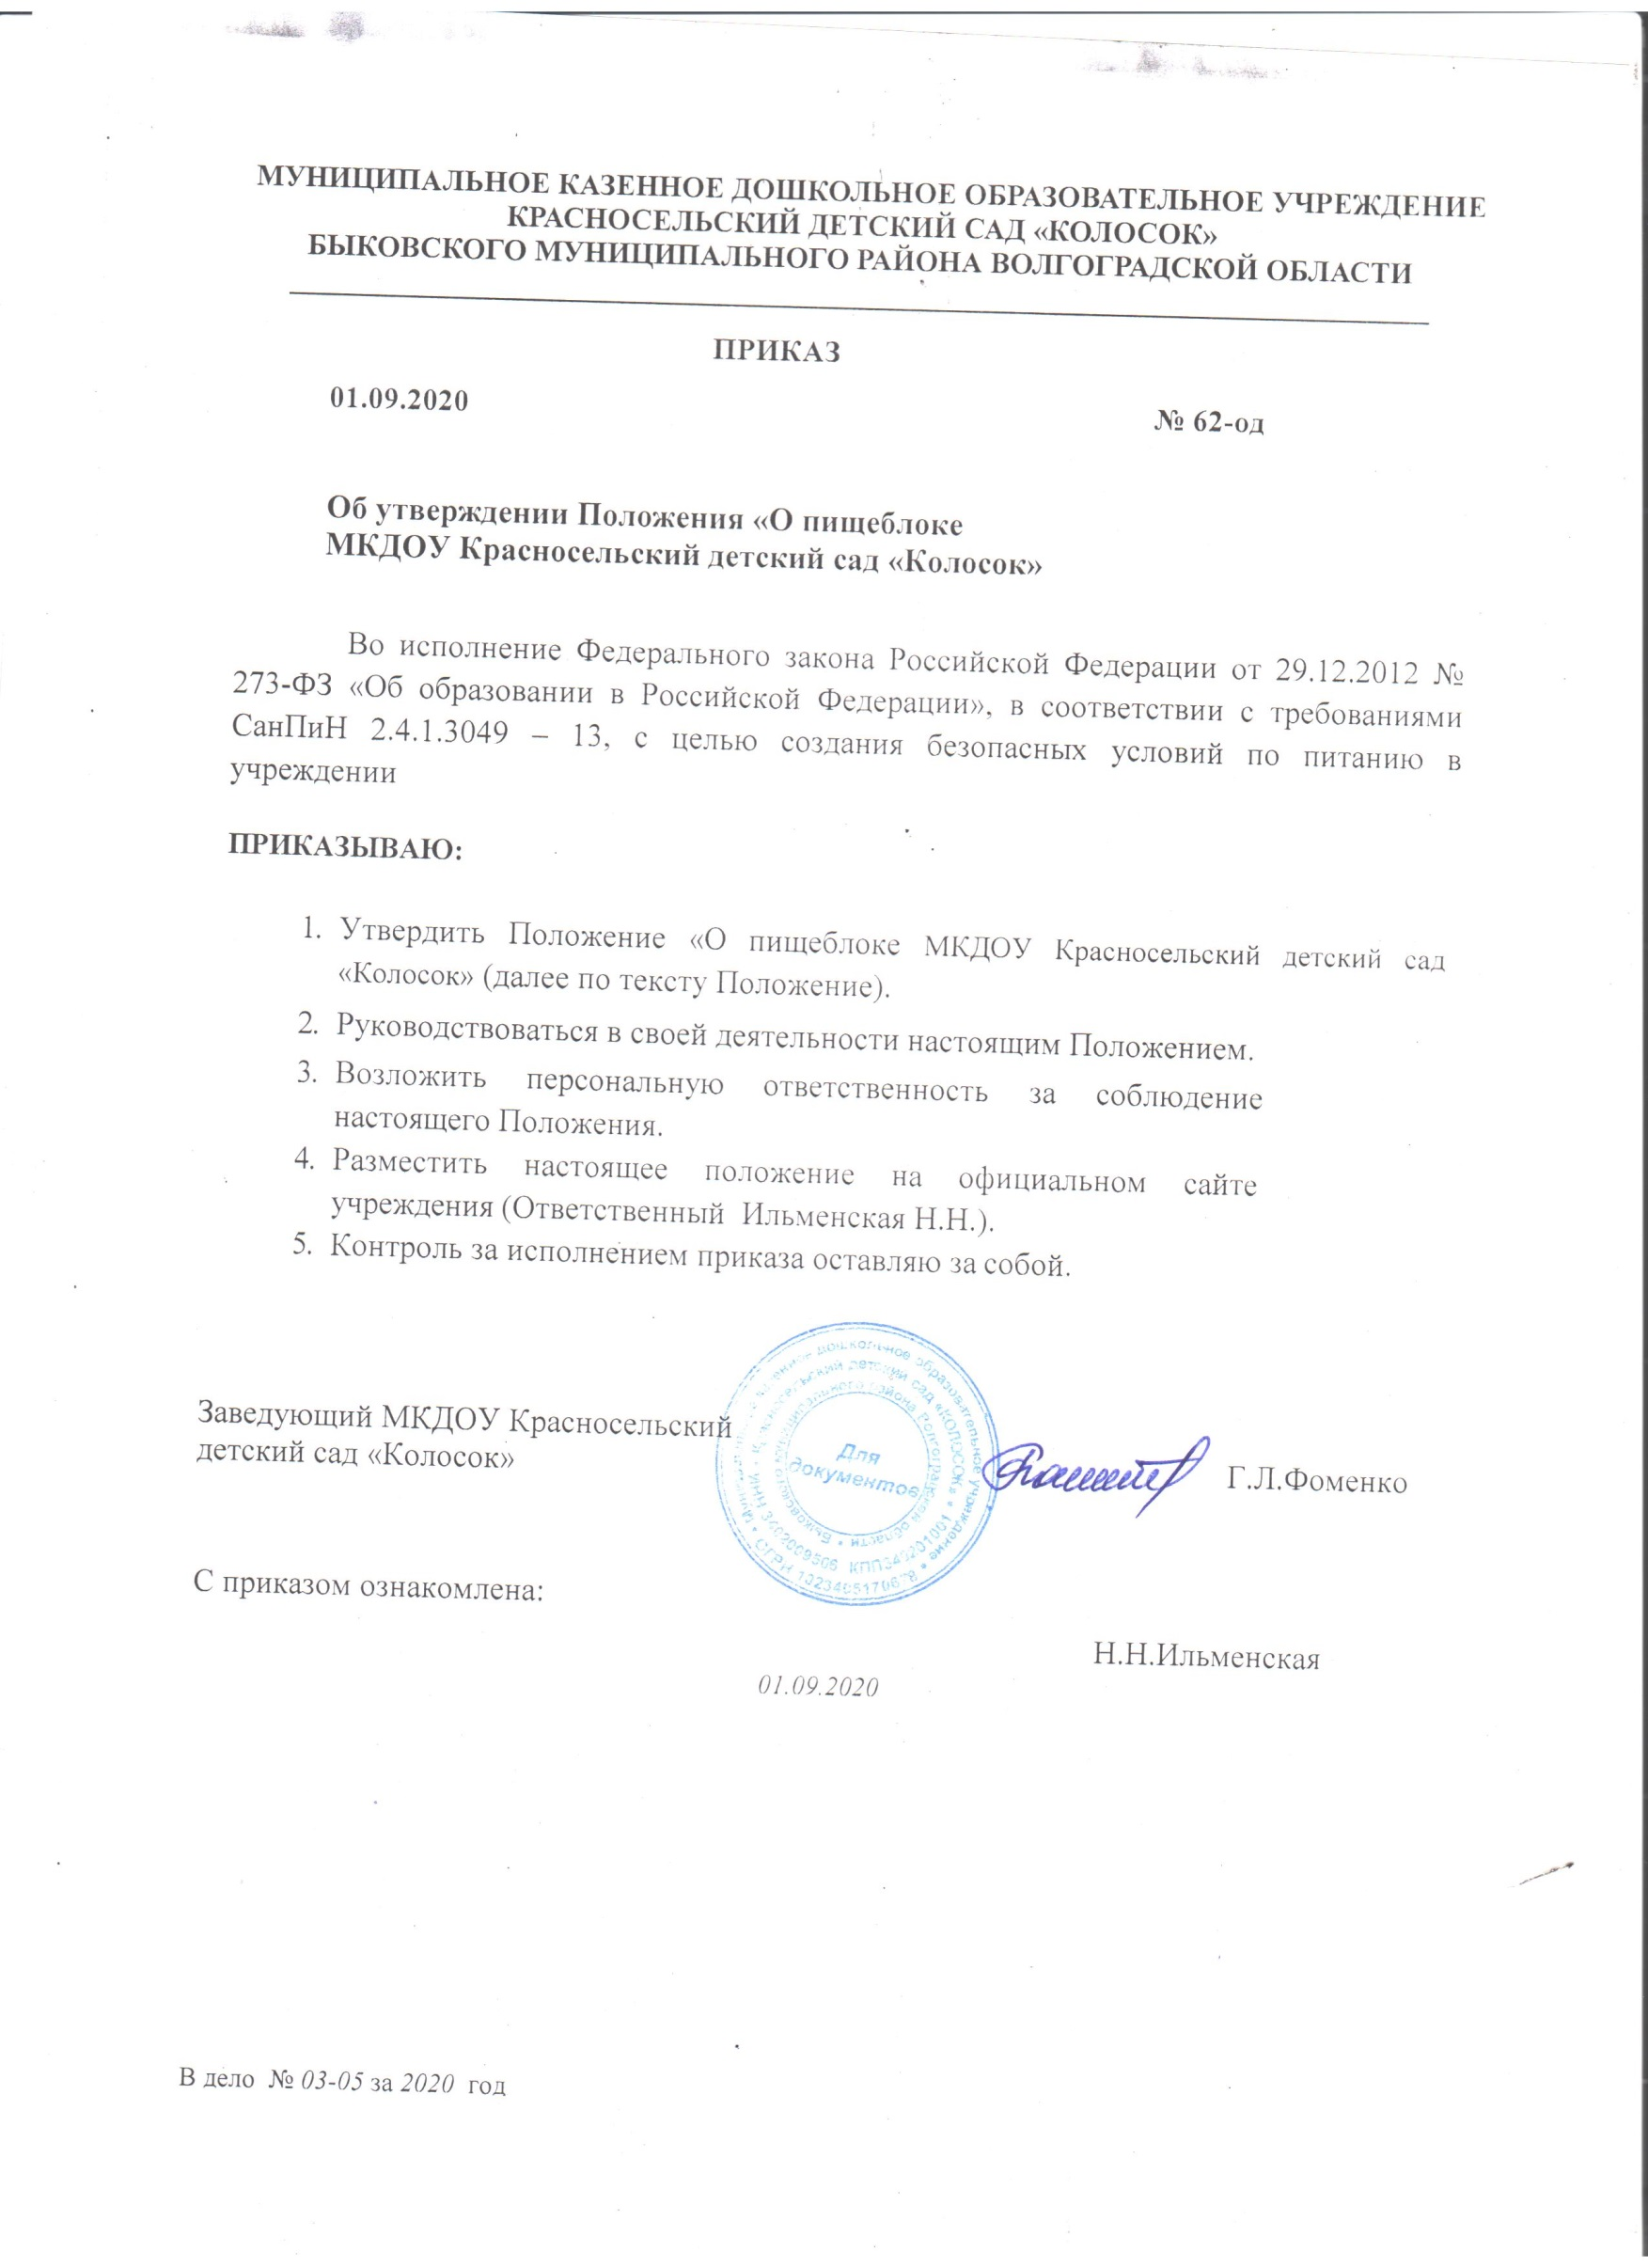 МУНИЦИПАЛЬНОЕ КАЗЕННОЕ ДОШКОЛЬНОЕ ОБРАЗОВАТЕЛЬНОЕ УЧРЕЖДЕНИЕ
КРАСНОСЕЛЬСКИЙ ДЕТСКИЙ САД «КОЛОСОК»
БЫКОВСКОГО МУНИЦИПАЛЬНОГО РАЙОНА ВОЛГОГРАДСКОЙ ОБЛАСТИ
ПРИКАЗ
01.09.2020
№ 62-од
Об утверждении Положения «О пищеблоке
МКДОУ Красносельский детский сад «Колосок»
Во исполнение Федерального закона Российской Федерации от 29.12.2012 №
273-ФЗ «Об образовании в Российской Федерации», в соответствии с требованиями
СанПиН 2.4.1.3049 – 13, с целью создания безопасных условий по питанию в
учреждении
ПРИКАЗЫВАЮ:
1. Утвердить Положение «О пищеблоке МКДОУ Красносельский детский сад
«Колосок» (далее по тексту Положение).
2. Руководствоваться в своей деятельности настоящим Положением.
3. Возложить персональную ответственность за соблюдение
настоящего Положения.
4. Разместить настоящее положение на официальном сайте
учреждения (Ответственный Ильменская Н.Н.).
5. Контроль за исполнением приказа оставляю за собой.
Заведующий МКДОУ Красносельский
детский сад «Колосок»
Для
документов
Г.Л.Фоменко
С приказом ознакомлена:
Н.Н.Ильменская
01.09.2020
В дело № 03-05 за 2020 год